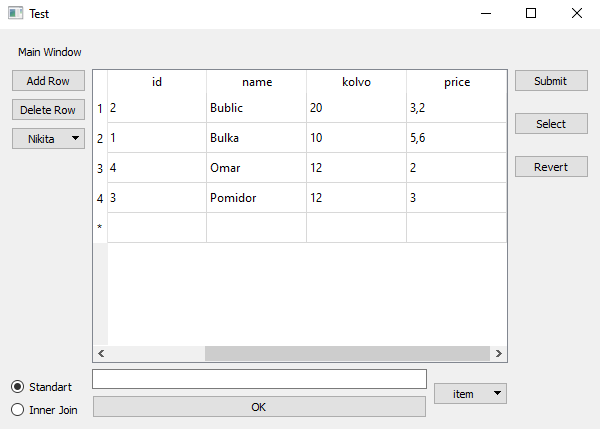 Test
Main Window
Add Row
Delete Row
Nikita
id name kolvo price
1 2 Bublic 20 3,2
2 1 Bulka 10 5,6
3 4 Omar 12 2
4 3 Pomidor 12 3
*
Submit
Select
Revert
Standart
Inner Join
OK
item